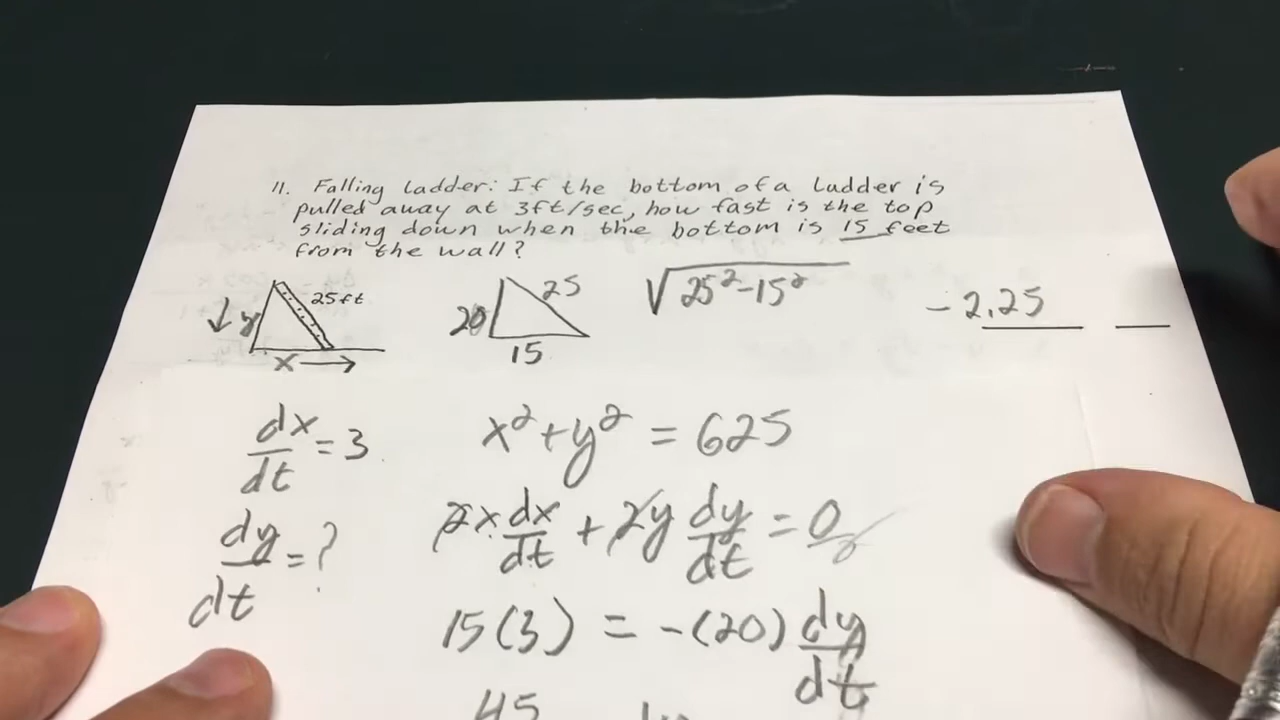 11. Falling ladder: If the bottom of a ladder is
pulled away at 3ft/sec, how fast is the top
sliding down when the bottom is 15 feet
from the wall?
↓ y 25ft
x →
20 25
15
√25²-15²
-2.25
dx/dt = 3
x² + y² = 625
dy/dt = ?
2x dx/dt + 2y dy/dt = 0
15(3) = -(20) dy/dt
45